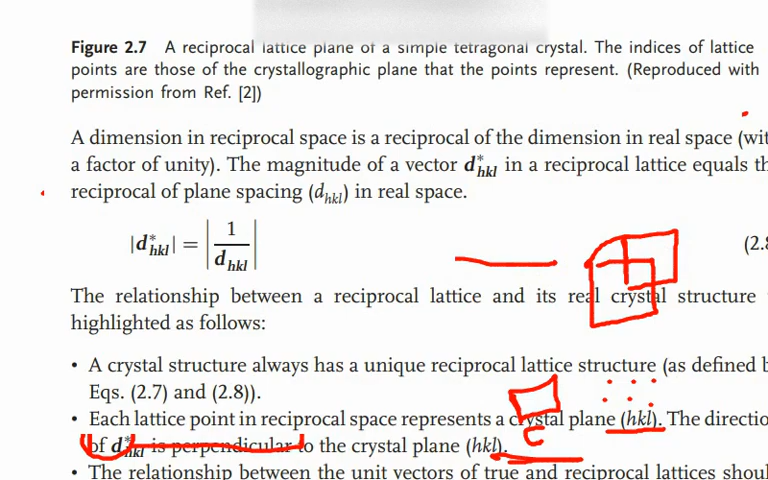 Figure 2.7 A reciprocal lattice plane of a simple tetragonal crystal. The indices of lattice
points are those of the crystallographic plane that the points represent. (Reproduced with
permission from Ref. [2])
A dimension in reciprocal space is a reciprocal of the dimension in real space (wit
a factor of unity). The magnitude of a vector d*hkl in a reciprocal lattice equals th
reciprocal of plane spacing (dhkl) in real space.
|d*hkl| = |1/dhkl| (2.8
The relationship between a reciprocal lattice and its real crystal structure
highlighted as follows:
• A crystal structure always has a unique reciprocal lattice structure (as defined b
Eqs. (2.7) and (2.8)).
• Each lattice point in reciprocal space represents a crystal plane (hkl). The directio
of d*hkl is perpendicular to the crystal plane (hkl).
• The relationship between the unit vectors of true and reciprocal lattices shoul